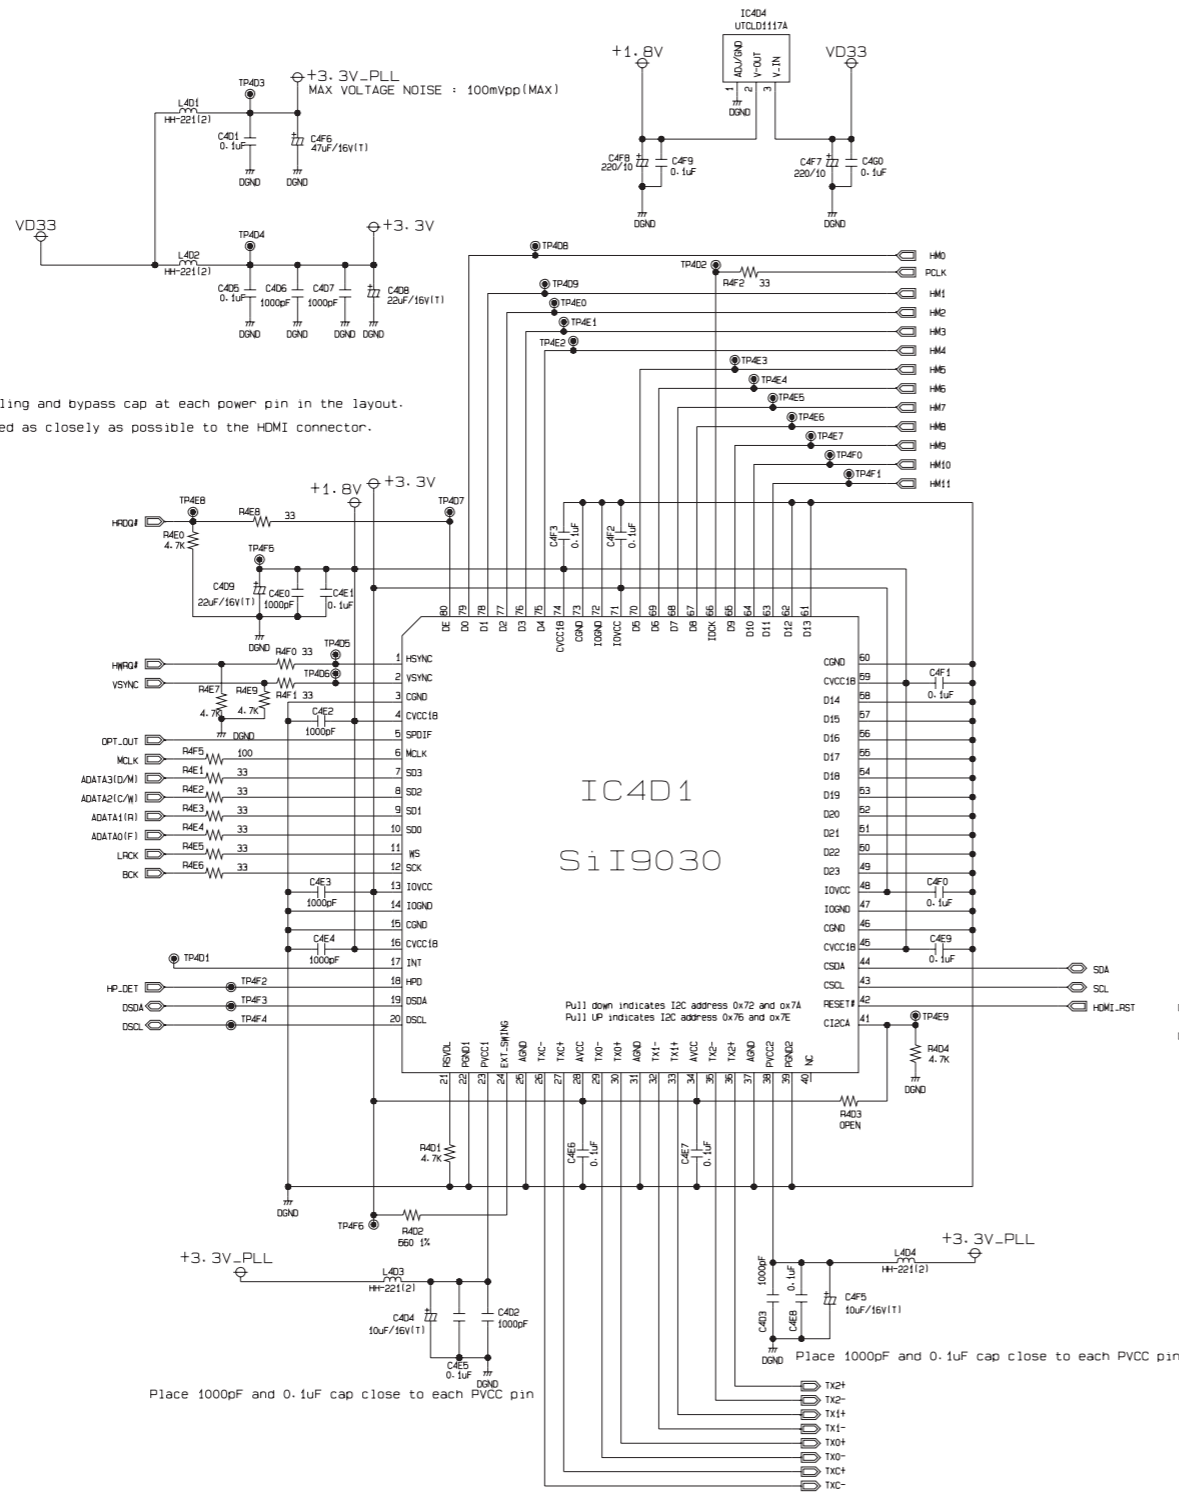 IC4D4
UTCLD1117A
ADJ/GND
V-OUT
V_IN
1
2
3
DGND
+1.8V
VD33
C4F8
220/10
C4F9
0.1uF
C4F7
220/10
C4G0
0.1uF
DGND
DGND
+3.3V_PLL
MAX VOLTAGE NOISE : 100mVpp(MAX)
TP4D3
L4D1
HH-221(2)
C4D1
0.1uF
C4F6
47uF/16V(T)
DGND
DGND
VD33
TP4D4
+3.3V
L4D2
HH-221(2)
C4D5
0.1uF
C4D6
1000pF
C4D7
1000pF
C4D8
22uF/16V(T)
DGND
DGND
DGND
DGND
ling and bypass cap at each power pin in the layout.
ed as closely as possible to the HDMI connector.
TP4D8
HM0
TP4D2
R4F2
33
PCLK
TP4D9
HM1
TP4E0
HM2
TP4E1
HM3
TP4E2
HM4
TP4E3
HM5
TP4E4
HM6
TP4E5
HM7
TP4E6
HM8
TP4E7
HM9
TP4F0
HM10
TP4F1
HM11
+1.8V
+3.3V
TP4E8
HRDQ#
R4E8
33
TP4D7
R4E0
4.7K
TP4F5
C4D9
22uF/16V(T)
C4E0
1000pF
C4E1
0.1uF
DGND
C4F3
0.1uF
C4F2
0.1uF
80
79
78
77
76
75
74
73
72
71
70
69
68
67
66
65
64
63
62
61
DE
D0
D1
D2
D3
D4
CVCC18
CGND
IOGND
IOVCC
D5
D6
D7
D8
IDCK
D9
D10
D11
D12
D13
HWRQ#
R4F0 33
TP4D5
1 HSYNC
VSYNC
R4F1 33
TP4D6
2 VSYNC
R4E7
4.7K
R4E9
4.7K
DGND
3 CGND
C4E2
1000pF
4 CVCC18
OPT_OUT
5 SPDIF
MCLK
R4F5
100
6 MCLK
ADATA3(D/M)
R4E1
33
7 SD3
ADATA2(C/W)
R4E2
33
8 SD2
ADATA1(R)
R4E3
33
9 SD1
ADATA0(F)
R4E4
33
10 SD0
LRCK
R4E5
33
11 WS
BCK
R4E6
33
12 SCK
C4E3
1000pF
13 IOVCC
14 IOGND
15 CGND
C4E4
1000pF
16 CVCC18
TP4D1
17 INT
HP_DET
TP4F2
18 HPD
DSDA
TP4F3
19 DSDA
DSCL
TP4F4
20 DSCL
IC4D1
SiI9030
Pull down indicates I2C address 0x72 and ox7A
Pull UP indicates I2C address 0x76 and ox7E
CGND 60
CVCC18 59
C4F1
0.1uF
D14 58
D15 57
D16 56
D17 55
D18 54
D19 53
D20 52
D21 51
D22 50
D23 49
IOVCC 48
C4F0
0.1uF
IOGND 47
CGND 46
CVCC18 45
C4E9
0.1uF
CSDA 44
SDA
CSCL 43
SCL
RESET# 42
HDMI_RST
CI2CA 41
TP4E9
R4D4
4.7K
DGND
RSVDL
PGND1
PVCC1
EXT_SWING
AGND
TXC-
TXC+
AVCC
TX0-
TX0+
AGND
TX1-
TX1+
AVCC
TX2-
TX2+
AGND
PVCC2
PGND2
NC
21
22
23
24
25
26
27
28
29
30
31
32
33
34
35
36
37
38
39
40
R4D3
OPEN
R4D1
4.7K
C4E6
0.1uF
C4E7
0.1uF
DGND
TP4F6
R4D2
560 1%
+3.3V_PLL
L4D3
HH-221(2)
C4D4
10uF/16V(T)
C4E5
0.1uF
C4D2
1000pF
DGND
Place 1000pF and 0.1uF cap close to each PVCC pin
+3.3V_PLL
L4D4
HH-221(2)
1000pF
C4D3
0.1uF
C4E8
C4F5
10uF/16V(T)
DGND
Place 1000pF and 0.1uF cap close to each PVCC pin
TX2+
TX2-
TX1+
TX1-
TX0+
TX0-
TXC+
TXC-